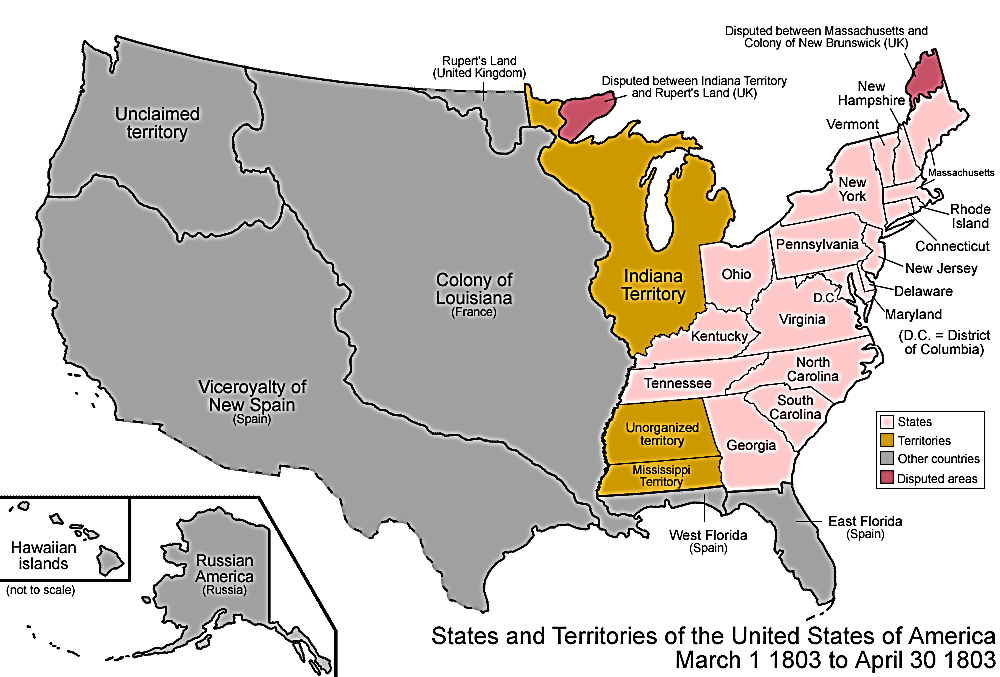 Disputed between Massachusetts and
Colony of New Brunswick (UK)
Rupert's Land
(United Kingdom)
Disputed between Indiana Territory
and Rupert's Land (UK)
New
Hampshire
Vermont
Unclaimed
territory
Massachusetts
New
York
Rhode
Island
Connecticut
Pennsylvania
New Jersey
Ohio
Indiana
Territory
Colony of
Louisiana
(France)
Delaware
D.C.
Maryland
Virginia
(D.C. = District
of Columbia)
Kentucky
North
Carolina
Tennessee
Viceroyalty of
New Spain
(Spain)
South
Carolina
Unorganized
territory
Georgia
Mississippi
Territory
States
Territories
Other countries
Disputed areas
West Florida
(Spain)
East Florida
(Spain)
Hawaiian
islands
(not to scale)
Russian
America
(Russia)
States and Territories of the United States of America
March 1 1803 to April 30 1803